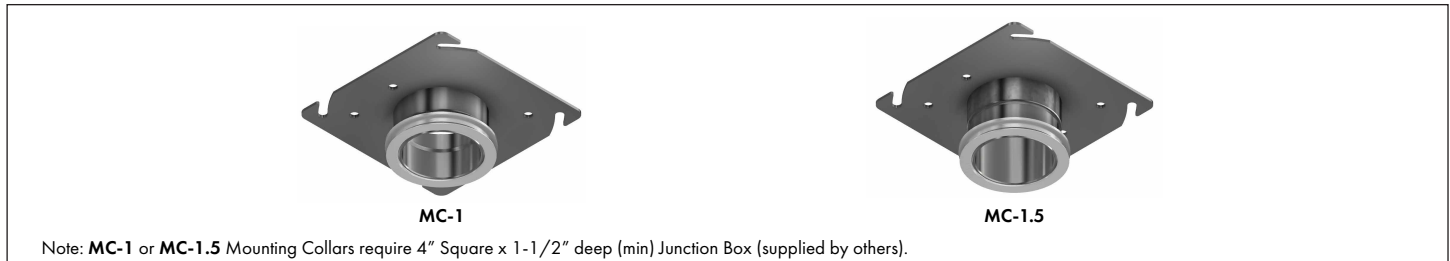 MC-1
MC-1.5
Note: MC-1 or MC-1.5 Mounting Collars require 4” Square x 1-1/2” deep (min) Junction Box (supplied by others).